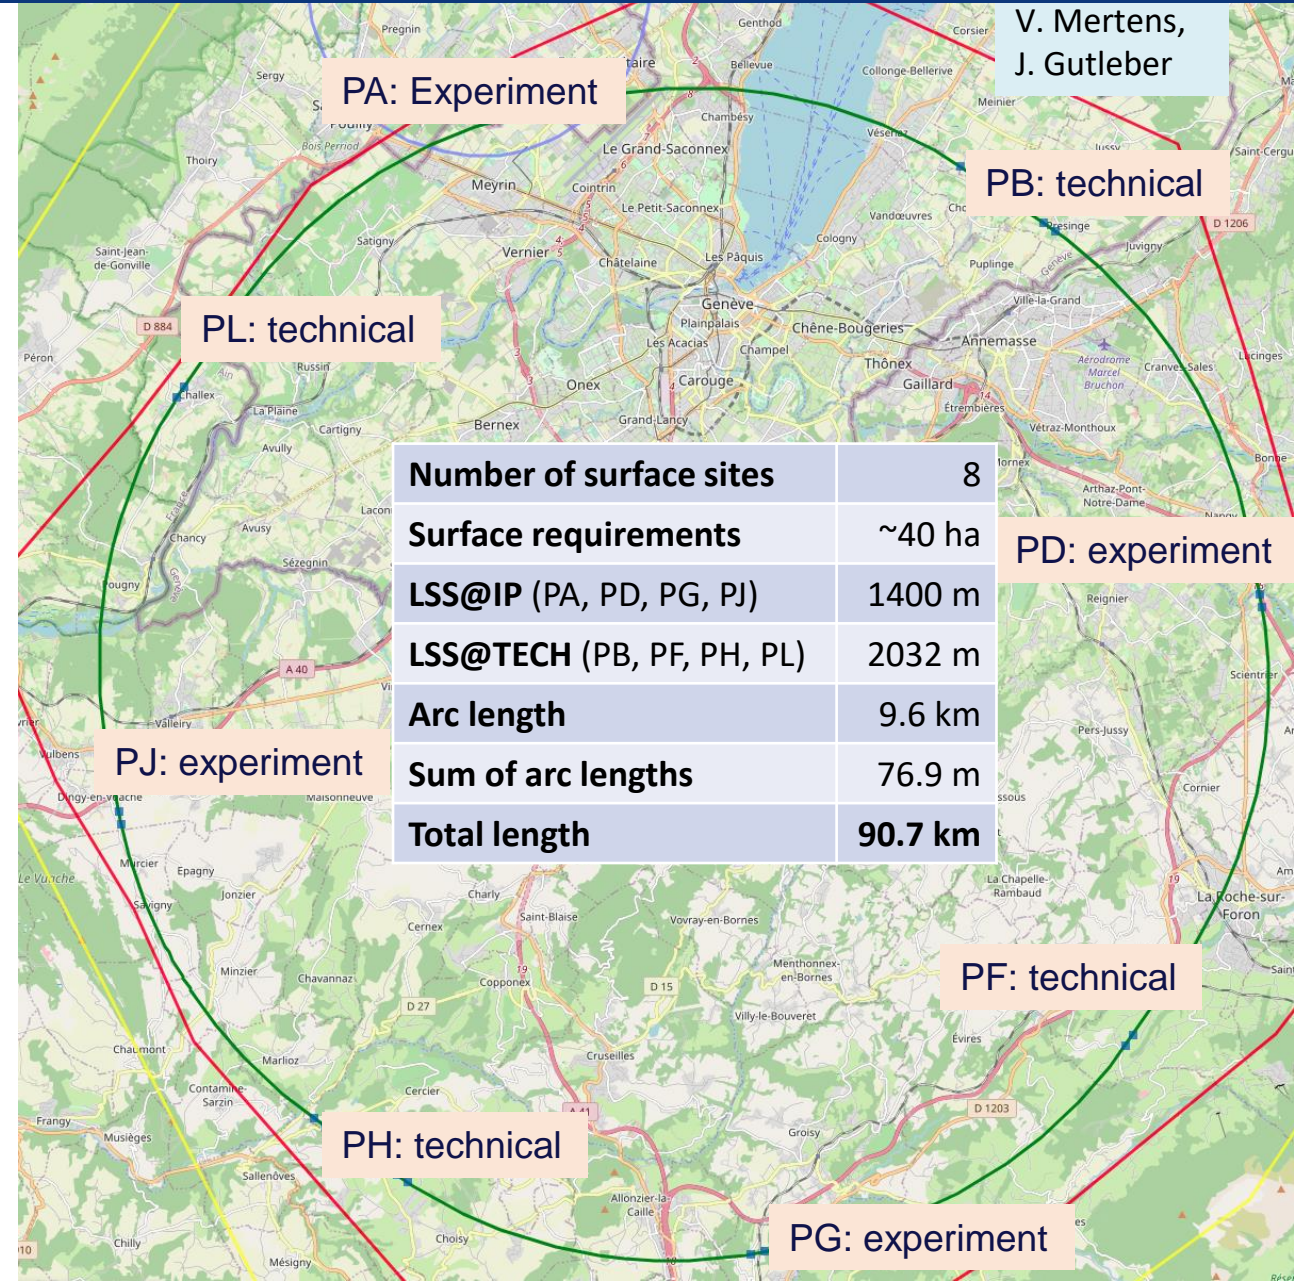 V. Mertens,
J. Gutleber
Pregnin
Genthod
Corsier
Sergy
Bellevue
Collonge-Bellerive
PA: Experiment
Meinier
Chambésy
Bois Perriod
Thoiry
Le Grand-Saconnex
Vésenaz
Jussy
Saint-Cergu
PB: technical
Meyrin
Cointrin
Le Petit-Saconnex
Vandœuvres
Presinge
D 1206
Satigny
Cologny
Juvigny
Saint-Jean-
de-Gonville
Vernier
Châtelaine
Les Pâquis
Puplinge
Genève
Ville-la-Grand
PL: technical
D 884
Plainpalais
Chêne-Bougeries
Annemasse
Les Acacias
Champel
Péron
Russin
Thônex
Aérodrome
Marcel
Bruchon
Cranves-Sales
Lucinges
Onex
Carouge
Gaillard
Challex
La Plaine
Étrembières
Cartigny
Bernex
Grand-Lancy
Vétraz-Monthoux
Avully
Bonne
Number of surface sites 8
Arthaz-Pont-
Notre-Dame
Nangy
Surface requirements ~40 ha
Avusy
Chancy
PD: experiment
Sézegnin
LSS@IP (PA, PD, PG, PJ) 1400 m
Pougny
Reignier
LSS@TECH (PB, PF, PH, PL) 2032 m
A 40
Scientrier
Arc length 9.6 km
Valleiry
Pers-Jussy
PJ: experiment
Sum of arc lengths 76.9 m
Cornier
Dingy-en-Vuache
Maisonneuve
Total length 90.7 km
Murcier
Epagny
Le Vuache
Jonzier
Charly
La Chapelle-
Rambaud
19
La Roche-sur-
Foron
Savigny
Cernex
Saint-Blaise
Vovray-en-Bornes
Minzier
Chavannaz
19
Copponex
D 15
Menthonnex-
en-Bornes
PF: technical
D 27
Villy-le-Bouveret
Évires
Chaumont
Marlioz
Cruseilles
Contamine-
Sarzin
Cercier
Frangy
A 41
D 1203
Musièges
Groisy
PH: technical
Sallenôves
Allonzier-la-
Caille
PG: experiment
Chilly
Choisy
Mésigny